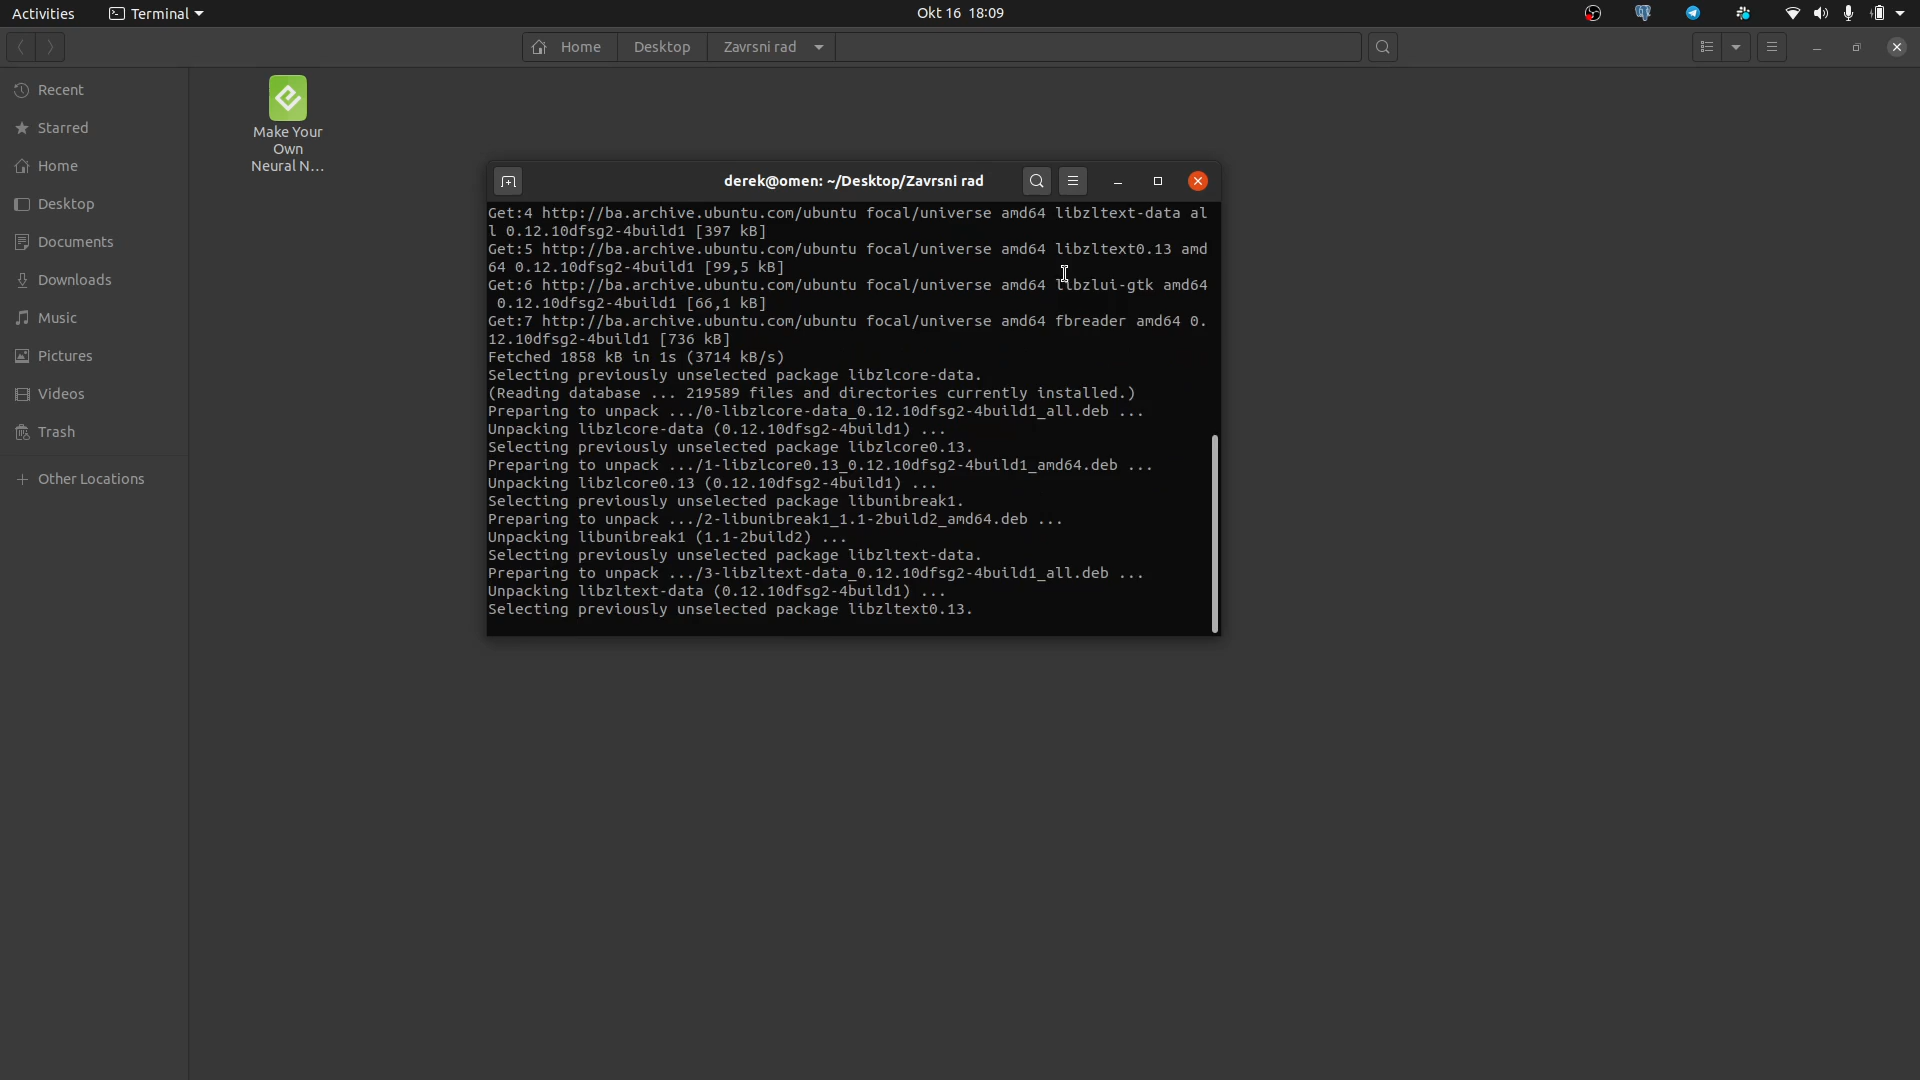 Activities Terminal Okt 16 18:09
Home Desktop Zavrsni rad
Recent
Starred
Home
Desktop
Documents
Downloads
Music
Pictures
Videos
Trash
Other Locations
Make Your
Own
Neural N...
derek@omen: ~/Desktop/Zavrsni rad
Get:4 http://ba.archive.ubuntu.com/ubuntu focal/universe amd64 libzltext-data al
l 0.12.10dfsg2-4build1 [397 kB]
Get:5 http://ba.archive.ubuntu.com/ubuntu focal/universe amd64 libzltext0.13 amd
64 0.12.10dfsg2-4build1 [99,5 kB]
Get:6 http://ba.archive.ubuntu.com/ubuntu focal/universe amd64 libzlui-gtk amd64
 0.12.10dfsg2-4build1 [66,1 kB]
Get:7 http://ba.archive.ubuntu.com/ubuntu focal/universe amd64 fbreader amd64 0.
12.10dfsg2-4build1 [736 kB]
Fetched 1858 kB in 1s (3714 kB/s)
Selecting previously unselected package libzlcore-data.
(Reading database ... 219589 files and directories currently installed.)
Preparing to unpack .../0-libzlcore-data_0.12.10dfsg2-4build1_all.deb ...
Unpacking libzlcore-data (0.12.10dfsg2-4build1) ...
Selecting previously unselected package libzlcore0.13.
Preparing to unpack .../1-libzlcore0.13_0.12.10dfsg2-4build1_amd64.deb ...
Unpacking libzlcore0.13 (0.12.10dfsg2-4build1) ...
Selecting previously unselected package libunibreak1.
Preparing to unpack .../2-libunibreak1_1.1-2build2_amd64.deb ...
Unpacking libunibreak1 (1.1-2build2) ...
Selecting previously unselected package libzltext-data.
Preparing to unpack .../3-libzltext-data_0.12.10dfsg2-4build1_all.deb ...
Unpacking libzltext-data (0.12.10dfsg2-4build1) ...
Selecting previously unselected package libzltext0.13.